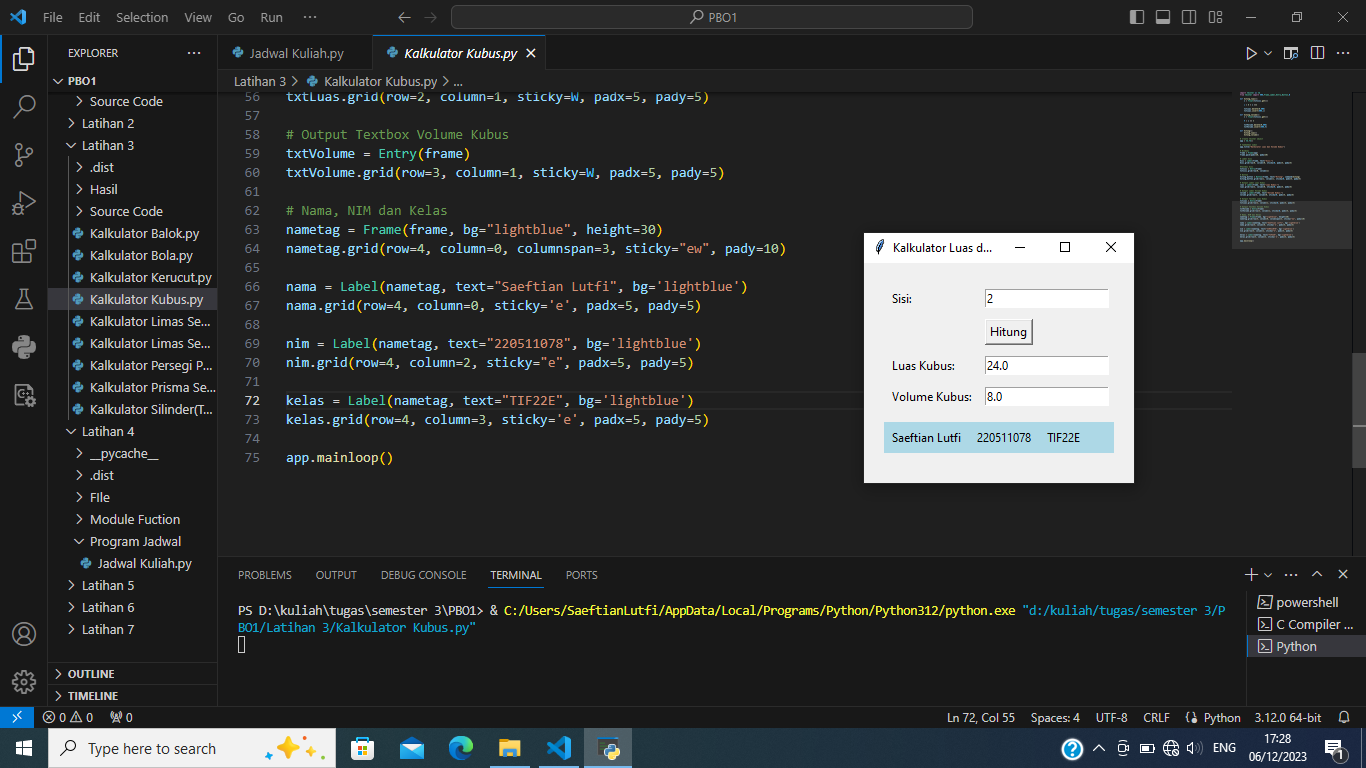 File Edit Selection View Go Run ···
PBO1
EXPLORER
PBO1
Source Code
Latihan 2
Latihan 3
.dist
Hasil
Source Code
Kalkulator Balok.py
Kalkulator Bola.py
Kalkulator Kerucut.py
Kalkulator Kubus.py
Kalkulator Limas Se...
Kalkulator Limas Se...
Kalkulator Persegi P...
Kalkulator Prisma Se...
Kalkulator Silinder(T...
Latihan 4
__pycache__
.dist
FIle
Module Fuction
Program Jadwal
Jadwal Kuliah.py
Latihan 5
Latihan 6
Latihan 7
OUTLINE
TIMELINE
Jadwal Kuliah.py Kalkulator Kubus.py
Latihan 3 > Kalkulator Kubus.py > ...
56 txtLuas.grid(row=2, column=1, sticky=W, padx=5, pady=5)
57
58 # Output Textbox Volume Kubus
59 txtVolume = Entry(frame)
60 txtVolume.grid(row=3, column=1, sticky=W, padx=5, pady=5)
61
62 # Nama, NIM dan Kelas
63 nametag = Frame(frame, bg="lightblue", height=30)
64 nametag.grid(row=4, column=0, columnspan=3, sticky="ew", pady=10)
65
66 nama = Label(nametag, text="Saeftian Lutfi", bg='lightblue')
67 nama.grid(row=4, column=0, sticky='e', padx=5, pady=5)
68
69 nim = Label(nametag, text="220511078", bg='lightblue')
70 nim.grid(row=4, column=2, sticky="e", padx=5, pady=5)
71
72 kelas = Label(nametag, text="TIF22E", bg='lightblue')
73 kelas.grid(row=4, column=3, sticky='e', padx=5, pady=5)
74
75 app.mainloop()
Kalkulator Luas d...
Sisi: 2
Hitung
Luas Kubus: 24.0
Volume Kubus: 8.0
Saeftian Lutfi 220511078 TIF22E
PROBLEMS OUTPUT DEBUG CONSOLE TERMINAL PORTS
PS D:\kuliah\tugas\semester 3\PBO1> & C:/Users/SaeftianLutfi/AppData/Local/Programs/Python/Python312/python.exe "d:/kuliah/tugas/semester 3/P
BO1/Latihan 3/Kalkulator Kubus.py"
powershell
C Compiler ...
Python
0 0 0
Ln 72, Col 55 Spaces: 4 UTF-8 CRLF Python 3.12.0 64-bit
Type here to search
ENG
17:28
06/12/2023
1